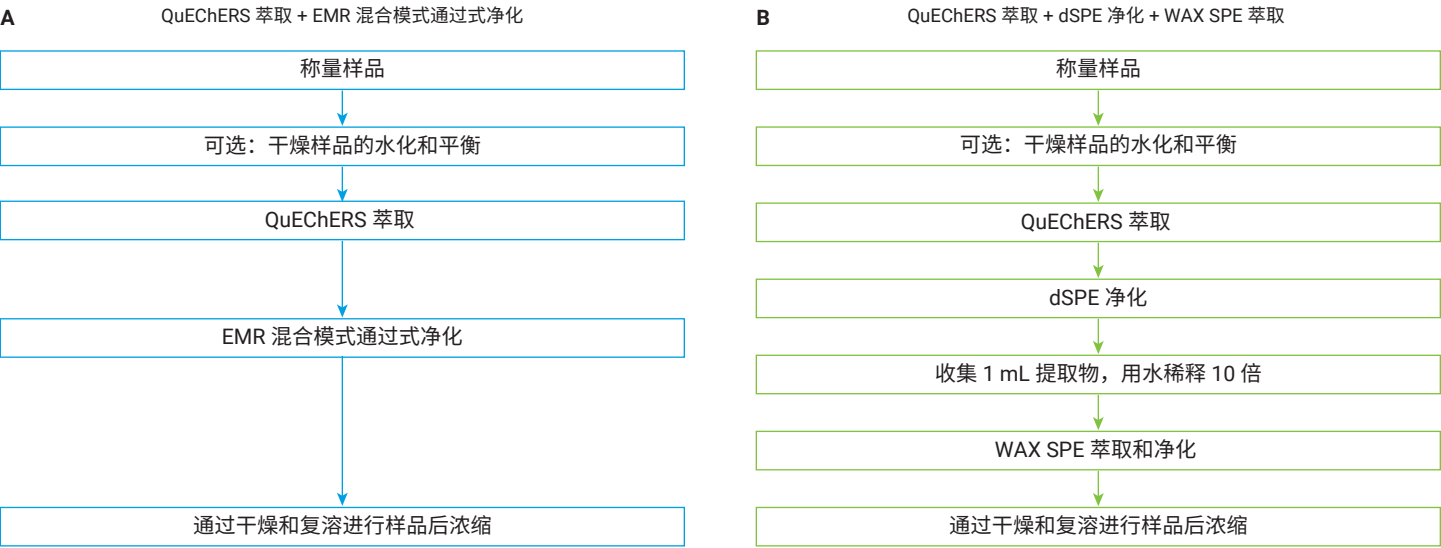 A QuEChERS 萃取 + EMR 混合模式通过式净化
称量样品
可选：干燥样品的水化和平衡
QuEChERS 萃取
EMR 混合模式通过式净化
通过干燥和复溶进行样品后浓缩
B QuEChERS 萃取 + dSPE 净化 + WAX SPE 萃取
称量样品
可选：干燥样品的水化和平衡
QuEChERS 萃取
dSPE 净化
收集 1 mL 提取物，用水稀释 10 倍
WAX SPE 萃取和净化
通过干燥和复溶进行样品后浓缩